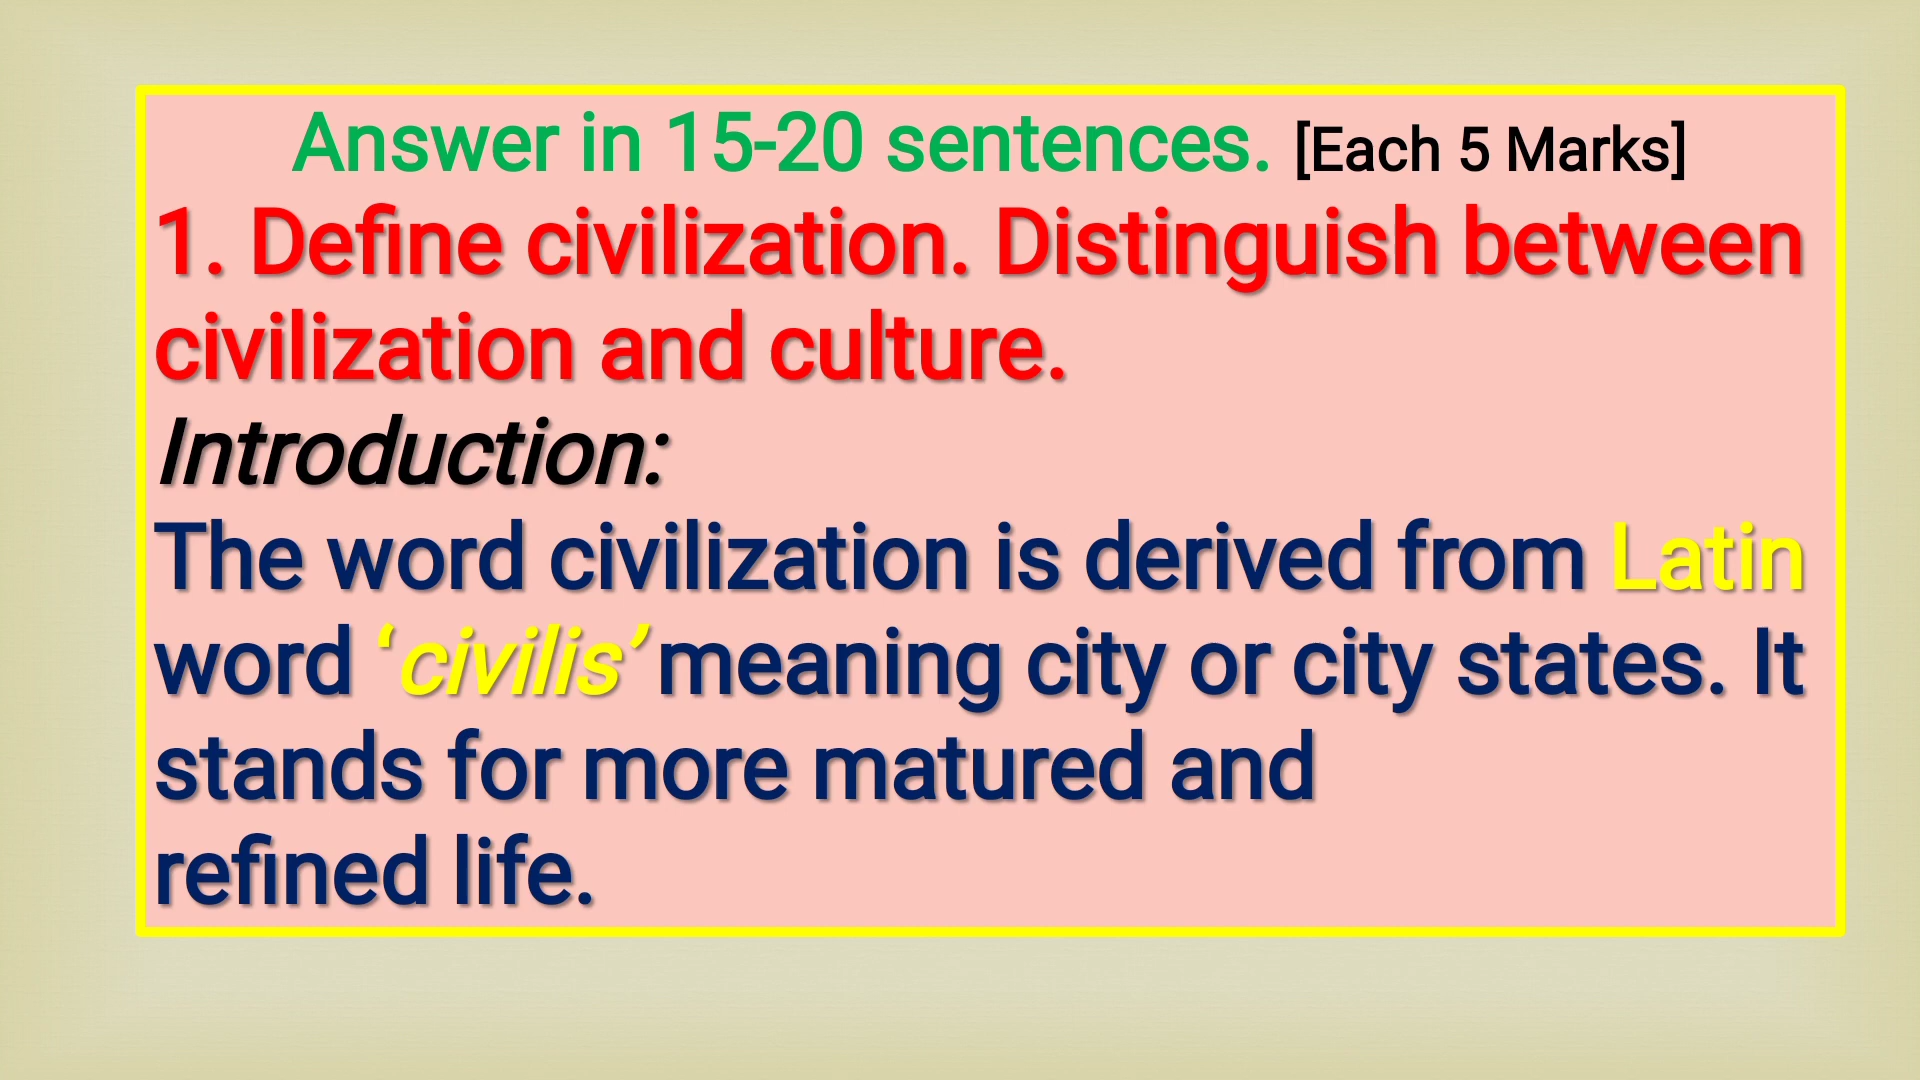 Answer in 15-20 sentences. [Each 5 Marks]
1. Define civilization. Distinguish between
civilization and culture.
Introduction:
The word civilization is derived from Latin
word ‘civilis’ meaning city or city states. It
stands for more matured and
refined life.